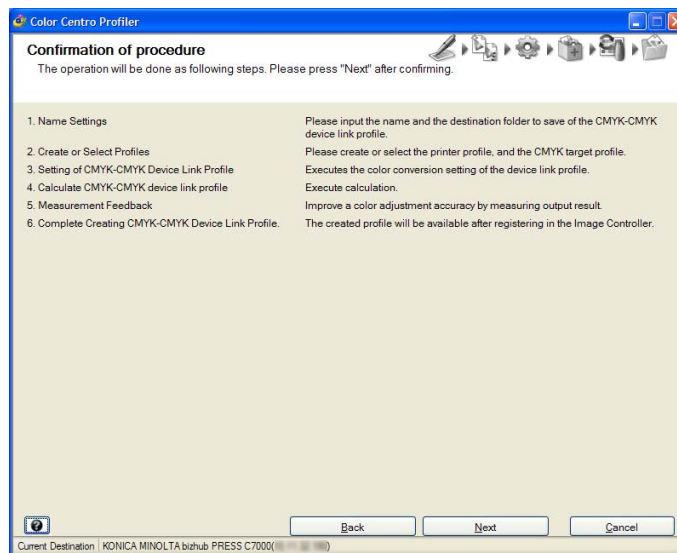 Color Centro Profiler
Confirmation of procedure
The operation will be done as following steps. Please press "Next" after confirming.
1. Name Settings
Please input the name and the destination folder to save of the CMYK-CMYK
device link profile.
2. Create or Select Profiles
Please create or select the printer profile, and the CMYK target profile.
3. Setting of CMYK-CMYK Device Link Profile
Executes the color conversion setting of the device link profile.
4. Calculate CMYK-CMYK device link profile
Execute calculation.
5. Measurement Feedback
Improve a color adjustment accuracy by measuring output result.
6. Complete Creating CMYK-CMYK Device Link Profile.
The created profile will be available after registering in the Image Controller.
?
Back
Next
Cancel
Current Destination
KONICA MINOLTA bizhub PRESS C7000( )